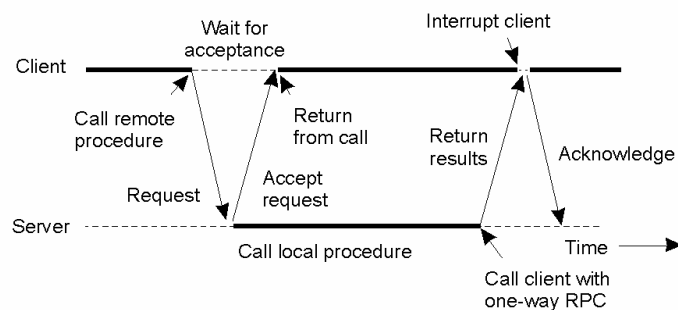 Interrupt client
Wait for
acceptance
Client
Call remote
procedure
Return
from call
Return
results
Acknowledge
Request
Accept
request
Server
Call local procedure
Time
Call client with
one-way RPC